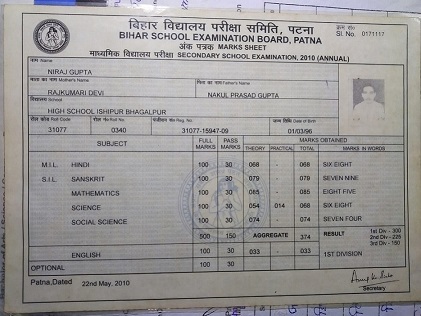 बिहार विद्यालय परीक्षा समिति, पटना
BIHAR SCHOOL EXAMINATION BOARD, PATNA
Sl. No. 0171117
अंक पत्रक MARKS SHEET
माध्यमिक विद्यालय परीक्षा SECONDARY SCHOOL EXAMINATION, 2010 (ANNUAL)
नाम Name
NIRAJ GUPTA
माता का नाम Mother's Name पिता का नाम Father's Name
RAJKUMARI DEVI NAKUL PRASAD GUPTA
विद्यालय School
HIGH SCHOOL ISHIPUR BHAGALPUR
रौल कोड Roll Code रौल नं० Roll No. पंजीयन सं० Reg. No. जन्म तिथि Date of Birth
31077 0340 31077-15947-09 01/03/96
SUBJECT FULL MARKS PASS MARKS MARKS OBTAINED
THEORY PRACTICAL TOTAL MARKS IN WORDS
M.I.L. HINDI 100 30 068 - 068 SIX EIGHT
S.I.L. SANSKRIT 100 30 079 - 079 SEVEN NINE
MATHEMATICS 100 30 085 - 085 EIGHT FIVE
SCIENCE 100 30 054 014 068 SIX EIGHT
SOCIAL SCIENCE 100 30 074 - 074 SEVEN FOUR
500 150 AGGREGATE 374 RESULT 1st Div - 300
2nd Div - 225
3rd Div - 150
ENGLISH 100 30 033 - 033 1ST DIVISION
OPTIONAL 100 30
Patna,Dated 22nd May, 2010
Secretary